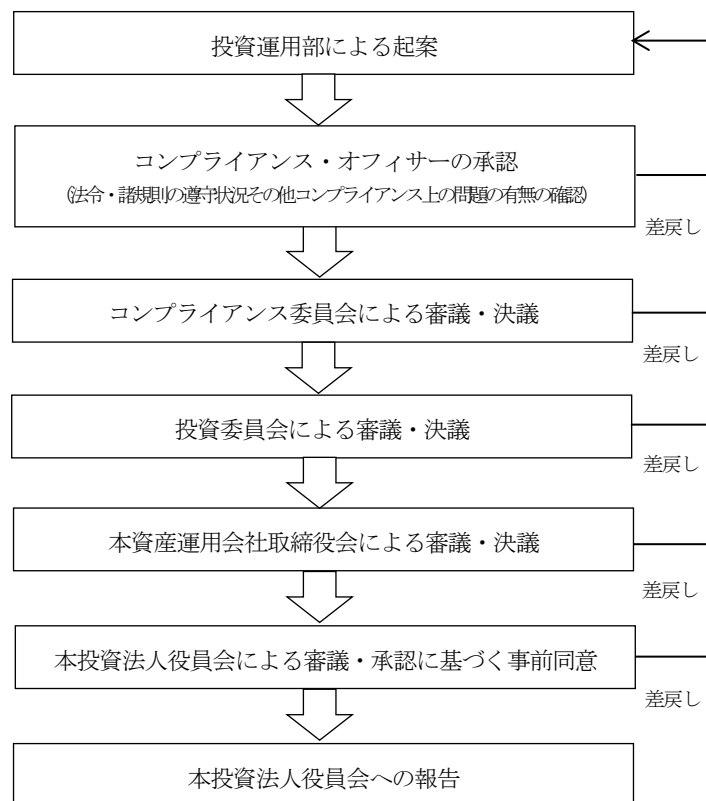 投資運用部による起案
コンプライアンス・オフィサーの承認
(法令・諸規則の遵守状況その他コンプライアンス上の問題の有無の確認)
差戻し
コンプライアンス委員会による審議・決議
差戻し
投資委員会による審議・決議
差戻し
本資産運用会社取締役会による審議・決議
差戻し
本投資法人役員会による審議・承認に基づく事前同意
差戻し
本投資法人役員会への報告